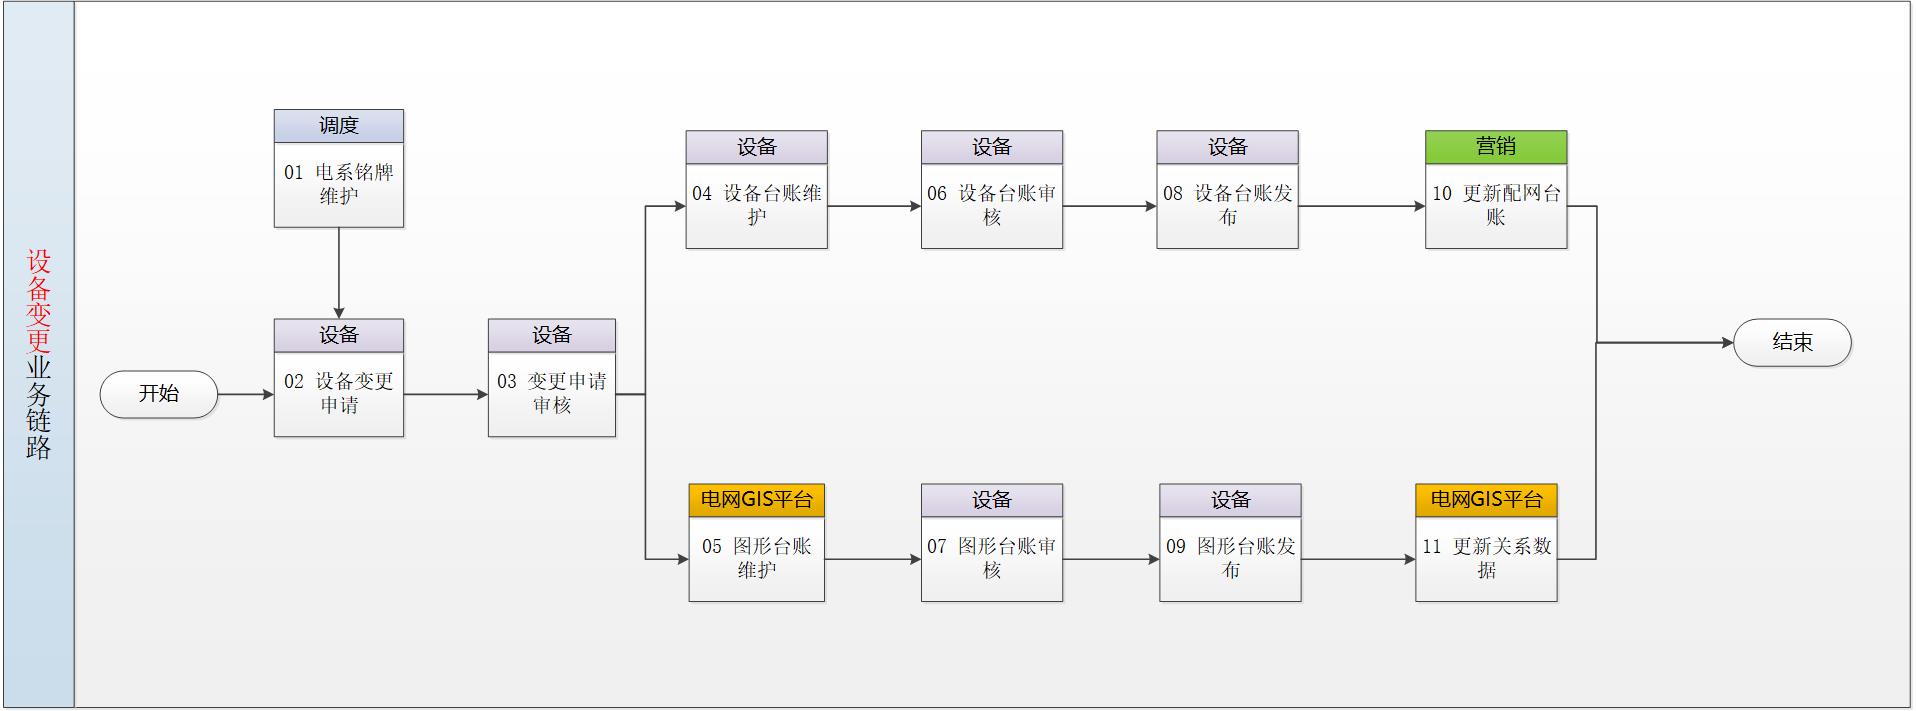 设备变更业务链路
调度
01 电系铭牌
维护
开始
设备
02 设备变更
申请
设备
03 变更申请
审核
设备
04 设备台账维
护
设备
06 设备台账审
核
设备
08 设备台账发
布
营销
10 更新配网台
账
电网GIS平台
05 图形台账
维护
设备
07 图形台账审
核
设备
09 图形台账发
布
电网GIS平台
11 更新关系数
据
结束